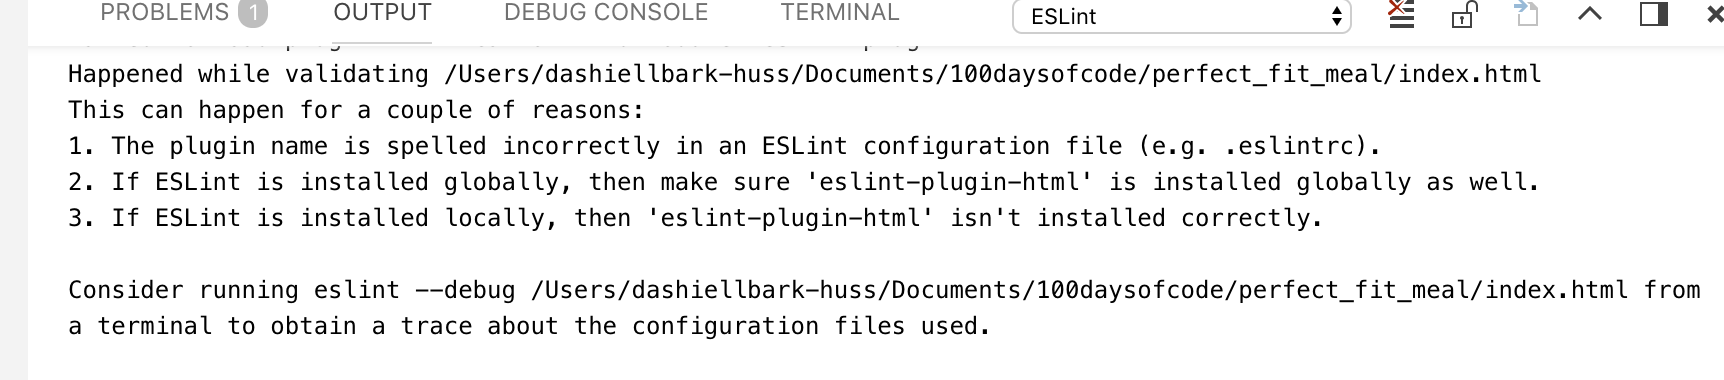 PROBLEMS 1 OUTPUT DEBUG CONSOLE TERMINAL ESLint
Happened while validating /Users/dashiellbark-huss/Documents/100daysofcode/perfect_fit_meal/index.html
This can happen for a couple of reasons:
1. The plugin name is spelled incorrectly in an ESLint configuration file (e.g. .eslintrc).
2. If ESLint is installed globally, then make sure 'eslint-plugin-html' is installed globally as well.
3. If ESLint is installed locally, then 'eslint-plugin-html' isn't installed correctly.
Consider running eslint --debug /Users/dashiellbark-huss/Documents/100daysofcode/perfect_fit_meal/index.html from
a terminal to obtain a trace about the configuration files used.